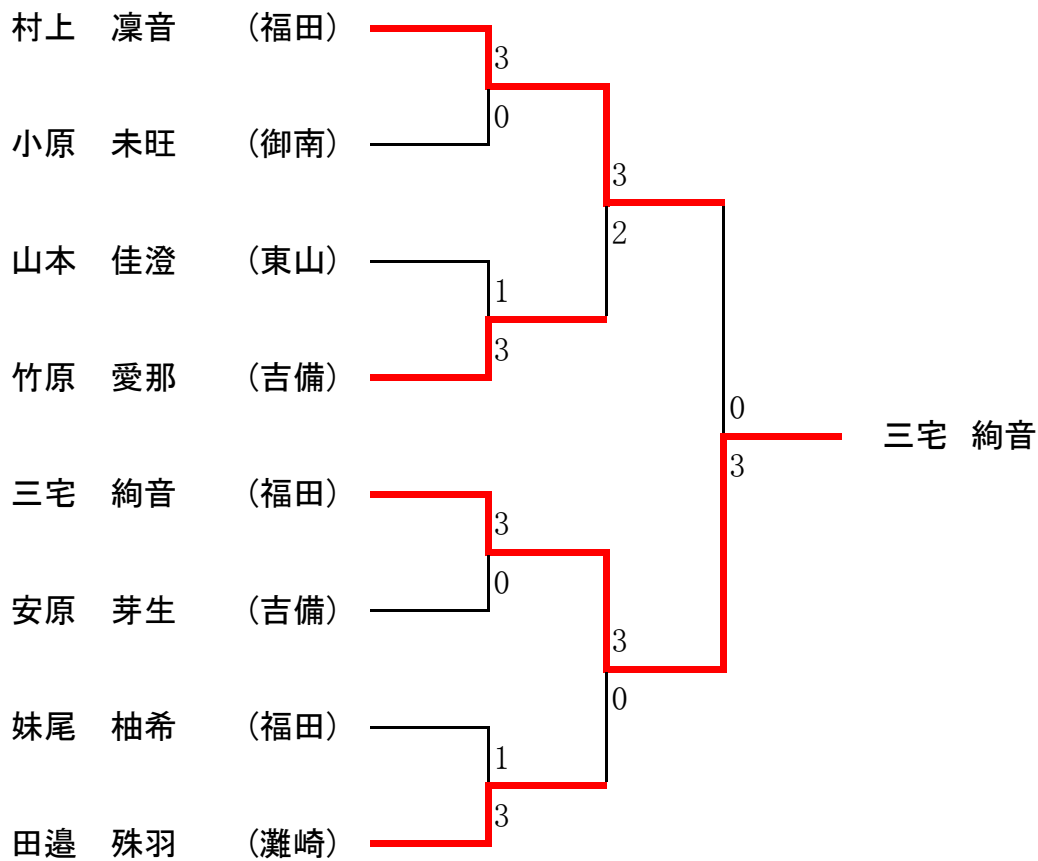 村上 凜音 (福田)
3
0
小原 未旺 (御南)
3
2
山本 佳澄 (東山)
1
3
竹原 愛那 (吉備)
0
三宅 絢音
3
三宅 絢音 (福田)
3
0
安原 芽生 (吉備)
3
0
妹尾 柚希 (福田)
1
3
田邉 殊羽 (灘崎)